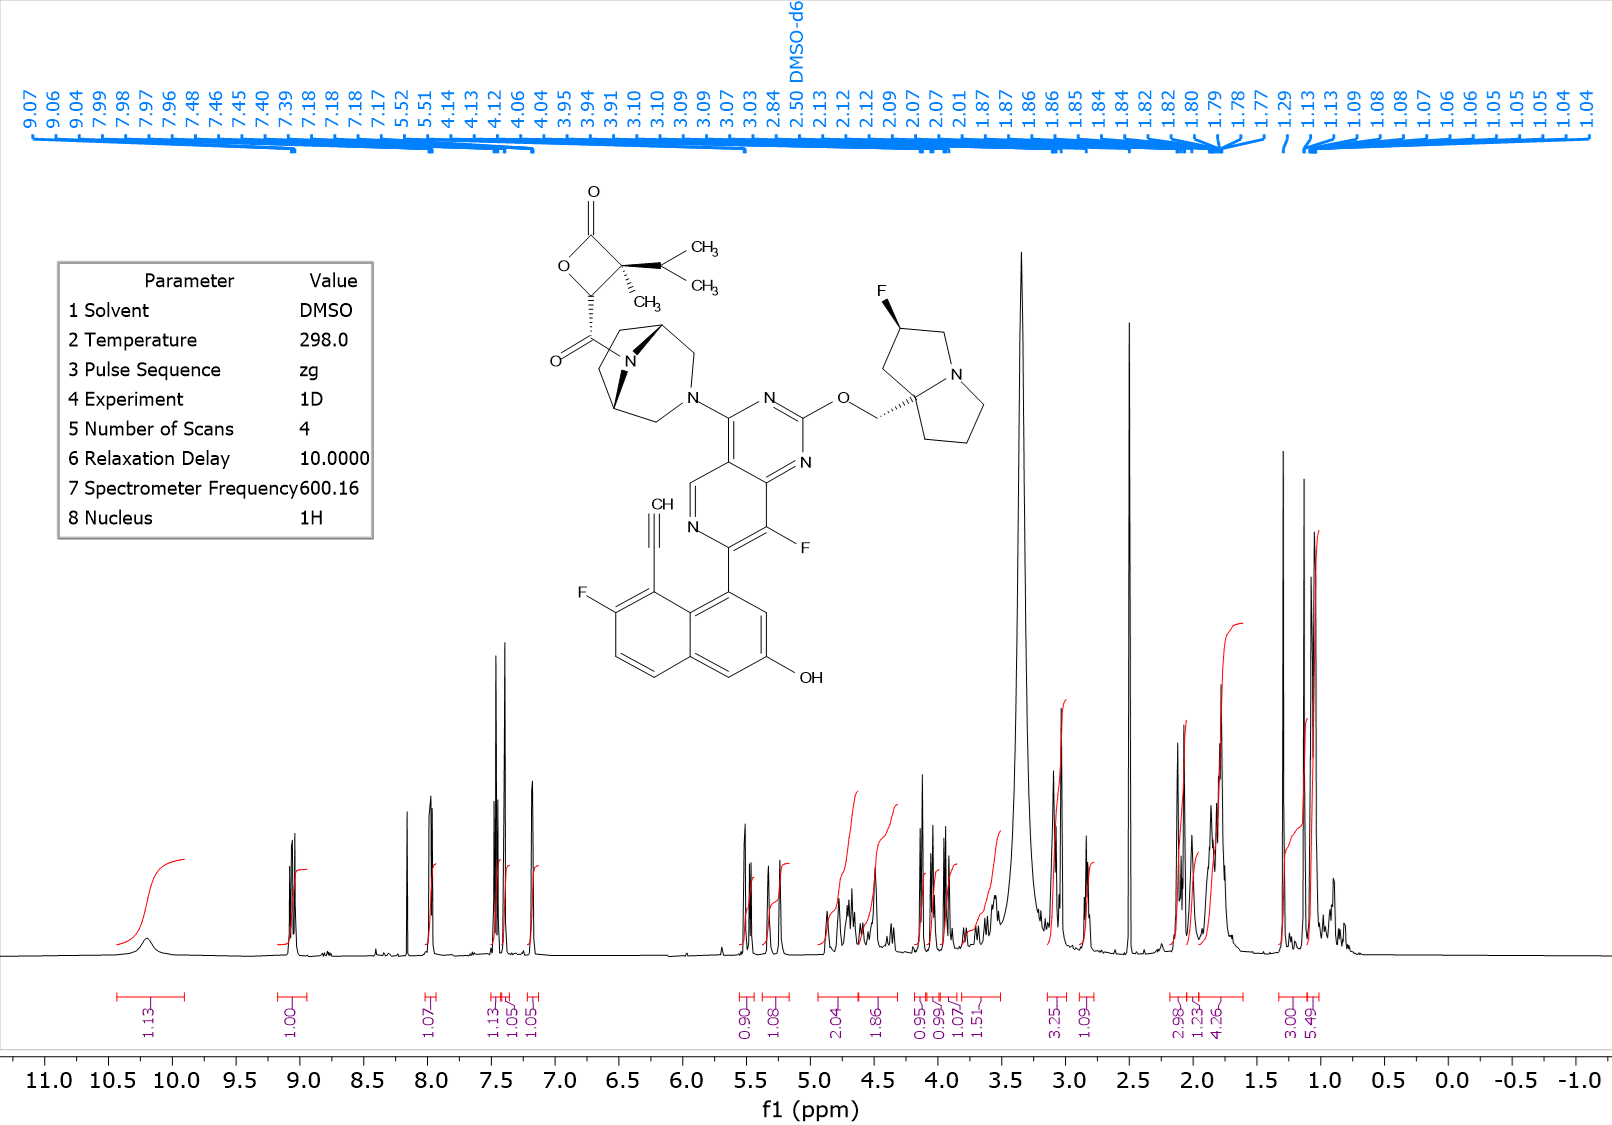 DMSO-d6
9.07
9.06
9.04
7.99
7.98
7.97
7.96
7.48
7.46
7.45
7.40
7.39
7.18
7.18
7.18
7.17
5.52
5.51
4.14
4.13
4.12
4.06
4.04
3.95
3.94
3.91
3.10
3.10
3.09
3.09
3.07
3.03
2.84
2.50
2.13
2.12
2.12
2.09
2.07
2.07
2.01
1.87
1.87
1.86
1.86
1.85
1.84
1.84
1.82
1.82
1.80
1.79
1.78
1.77
1.29
1.13
1.13
1.09
1.08
1.08
1.07
1.06
1.06
1.05
1.05
1.05
1.04
1.04
Parameter Value
1 Solvent DMSO
2 Temperature 298.0
3 Pulse Sequence zg
4 Experiment 1D
5 Number of Scans 4
6 Relaxation Delay 10.0000
7 Spectrometer Frequency 600.16
8 Nucleus 1H
O
CH3
O
CH3
CH3
F
O
N
N
N
N
O
N
CH
N
F
F
OH
1.13
1.00
1.07
1.13
1.05
1.05
0.90
1.08
2.04
1.86
0.95
0.99
1.07
1.51
3.25
1.09
2.98
1.23
4.26
3.00
5.49
11.0 10.5 10.0 9.5 9.0 8.5 8.0 7.5 7.0 6.5 6.0 5.5 5.0 4.5 4.0 3.5 3.0 2.5 2.0 1.5 1.0 0.5 0.0 -0.5 -1.0
f1 (ppm)